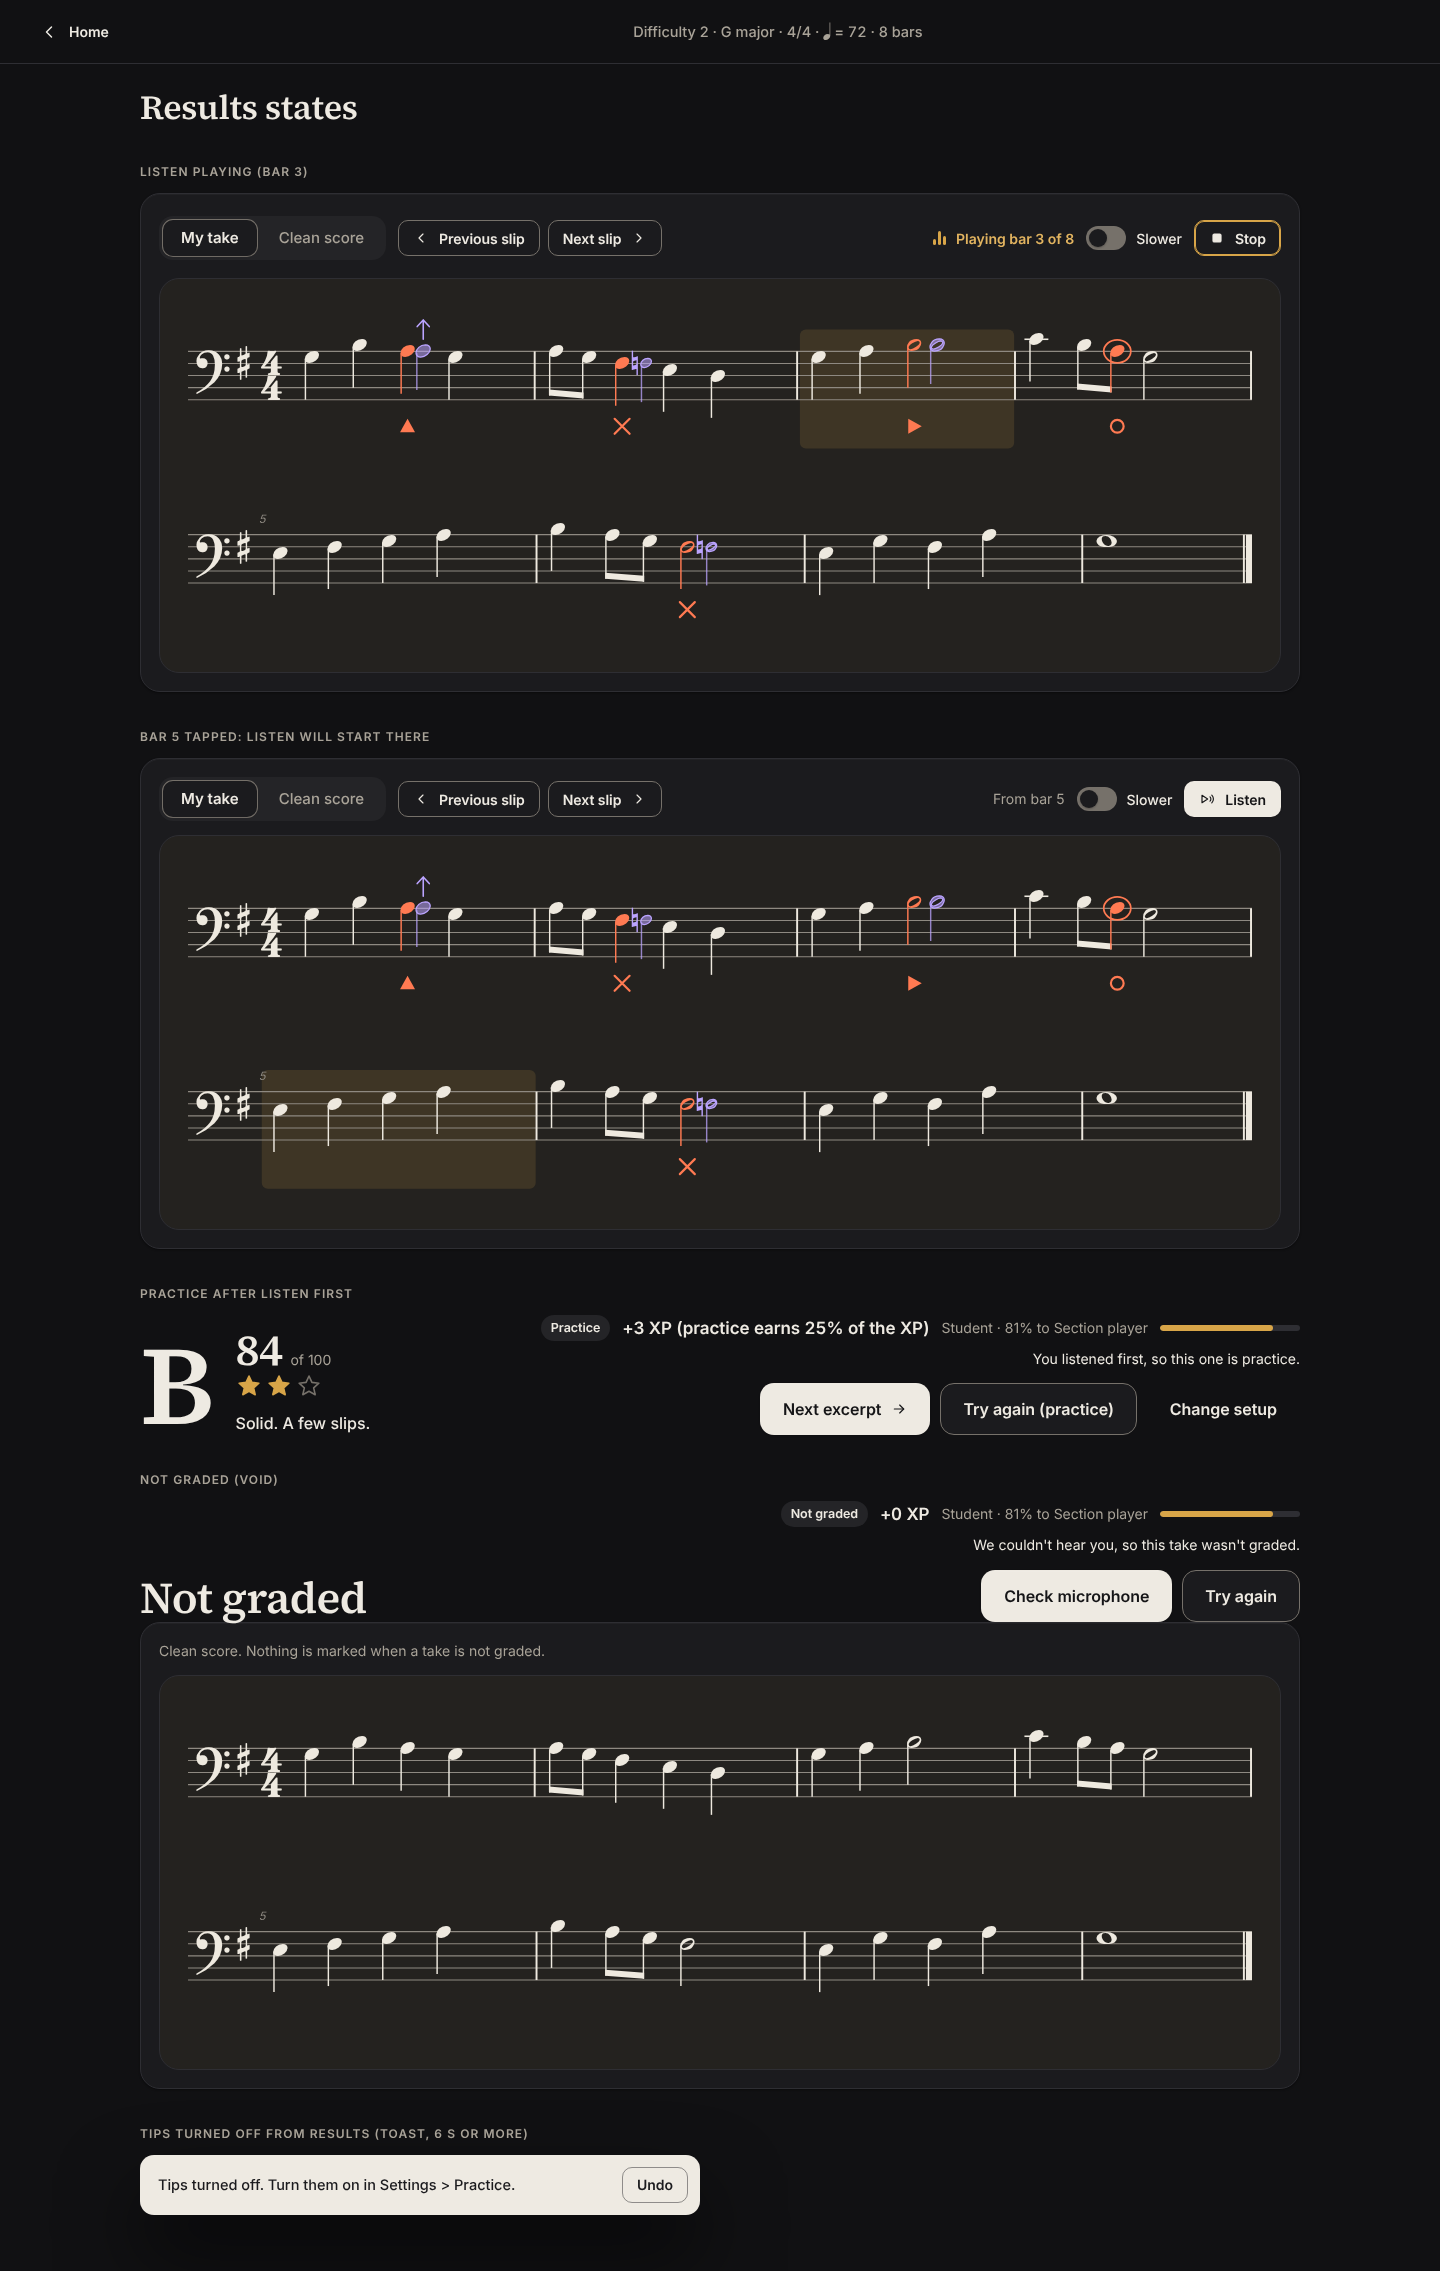 Home
Difficulty 2 · G major · 4/4 · ♩ = 72 · 8 bars
Results states
LISTEN PLAYING (BAR 3)
My take Clean score Previous slip Next slip Playing bar 3 of 8 Slower Stop
4
4
5
BAR 5 TAPPED: LISTEN WILL START THERE
My take Clean score Previous slip Next slip From bar 5 Slower Listen
4
4
5
PRACTICE AFTER LISTEN FIRST
Practice +3 XP (practice earns 25% of the XP) Student · 81% to Section player
You listened first, so this one is practice.
B
84 of 100
Solid. A few slips.
Next excerpt Try again (practice) Change setup
NOT GRADED (VOID)
Not graded +0 XP Student · 81% to Section player
We couldn't hear you, so this take wasn't graded.
Not graded
Check microphone Try again
Clean score. Nothing is marked when a take is not graded.
4
4
5
TIPS TURNED OFF FROM RESULTS (TOAST, 6 S OR MORE)
Tips turned off. Turn them on in Settings > Practice. Undo